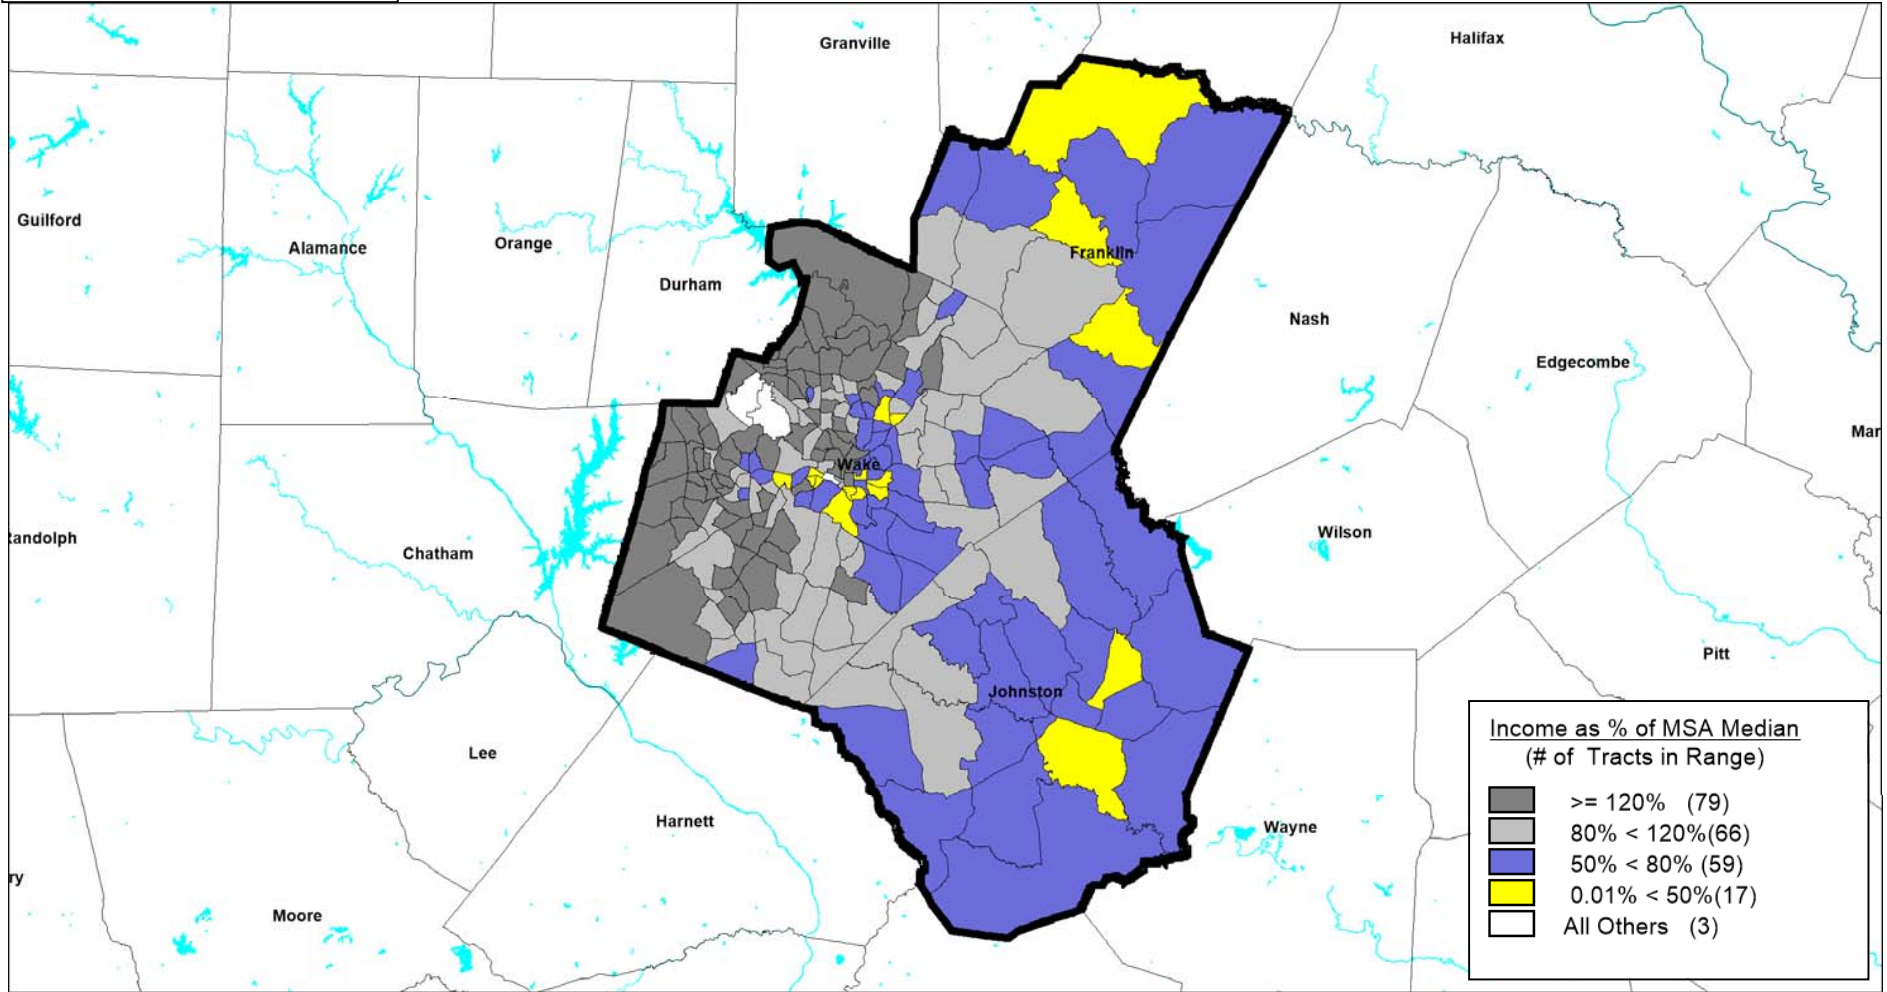 Granville
Halifax
Guilford
Alamance
Orange
Franklin
Durham
Nash
Edgecombe
Mar
Wake
Wilson
Randolph
Chatham
Pitt
Johnston
Lee
Harnett
Wayne
ry
Moore
Income as % of MSA Median
(# of Tracts in Range)
>= 120% (79)
80% < 120%(66)
50% < 80% (59)
0.01% < 50%(17)
All Others (3)